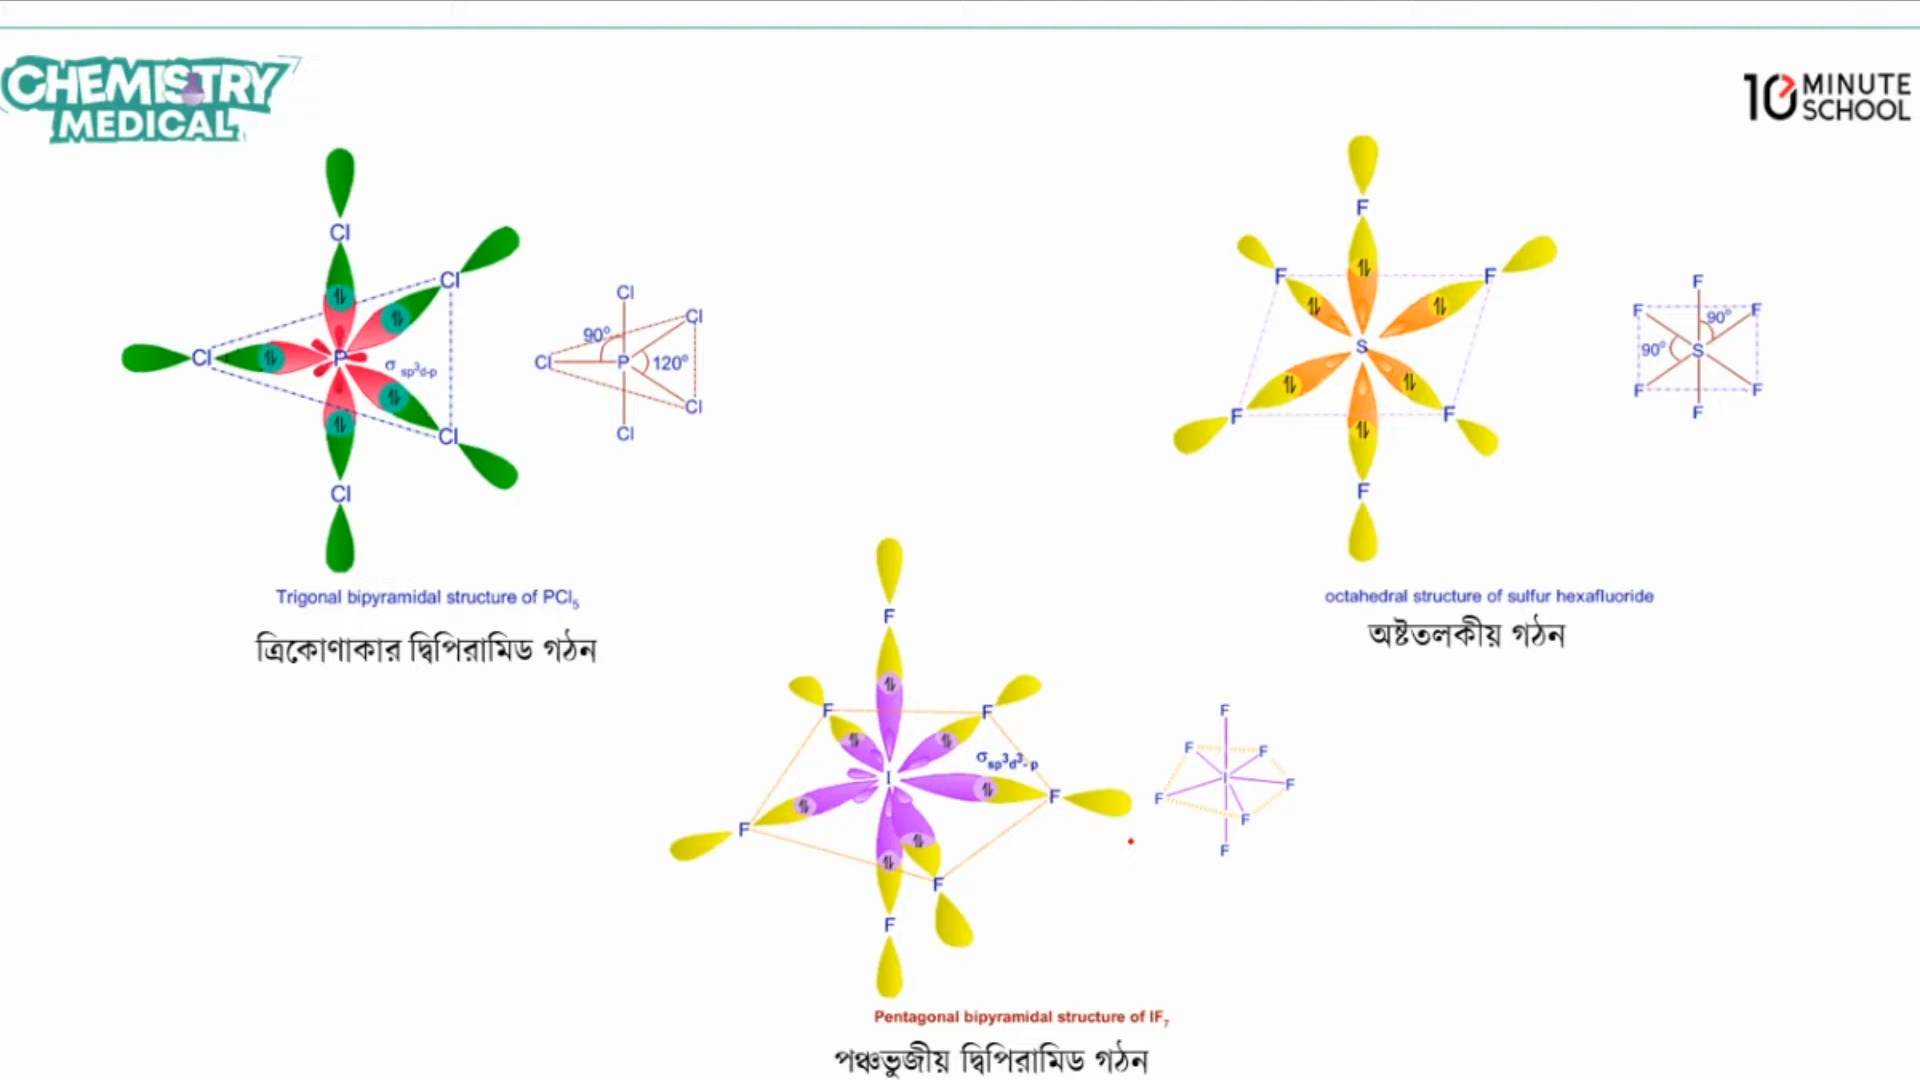 CHEMISTRY
MEDICAL
10 MINUTE
SCHOOL
Cl
Cl
Cl
P
σ sp³d-p
Cl
Cl
Cl
Cl
90°
Cl
P
120°
Cl
Cl
Trigonal bipyramidal structure of PCl₅
ত্রিকোণাকার দ্বিপিরামিড গঠন
F
F
F
S
F
F
F
F
F
F
90°
90°
S
F
F
F
octahedral structure of sulfur hexafluoride
অষ্টতলকীয় গঠন
F
F
F
σ sp³d³-p
I
F
F
F
F
F
F
F
I
F
F
F
F
Pentagonal bipyramidal structure of IF₇
পঞ্চভুজীয় দ্বিপিরামিড গঠন